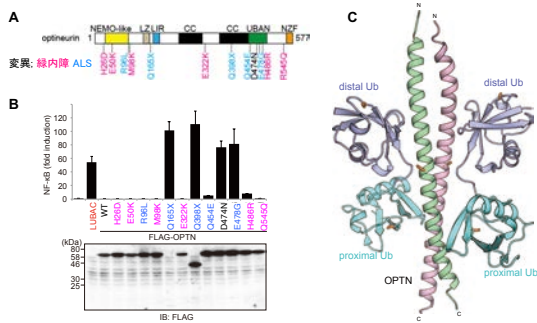 A
NEMO-like LZ LIR CC CC UBAN NZF
optineurin 1 577
変異; 緑内障 ALS
H26D E50K R96L M98K Q165X E322K Q398X Q454E D474N E478G H486R R545Q
B
NF-κB (fold induction)
120
100
80
60
40
20
0
LUBAC WT H26D E50K R96L M98K Q165X E322K Q398X Q454E D474N E478G H486R Q545Q
FLAG-OPTN
(kDa)
80
58
46
30
25
IB: FLAG
C
N
N
distal Ub
distal Ub
proximal Ub
proximal Ub
OPTN
C
C